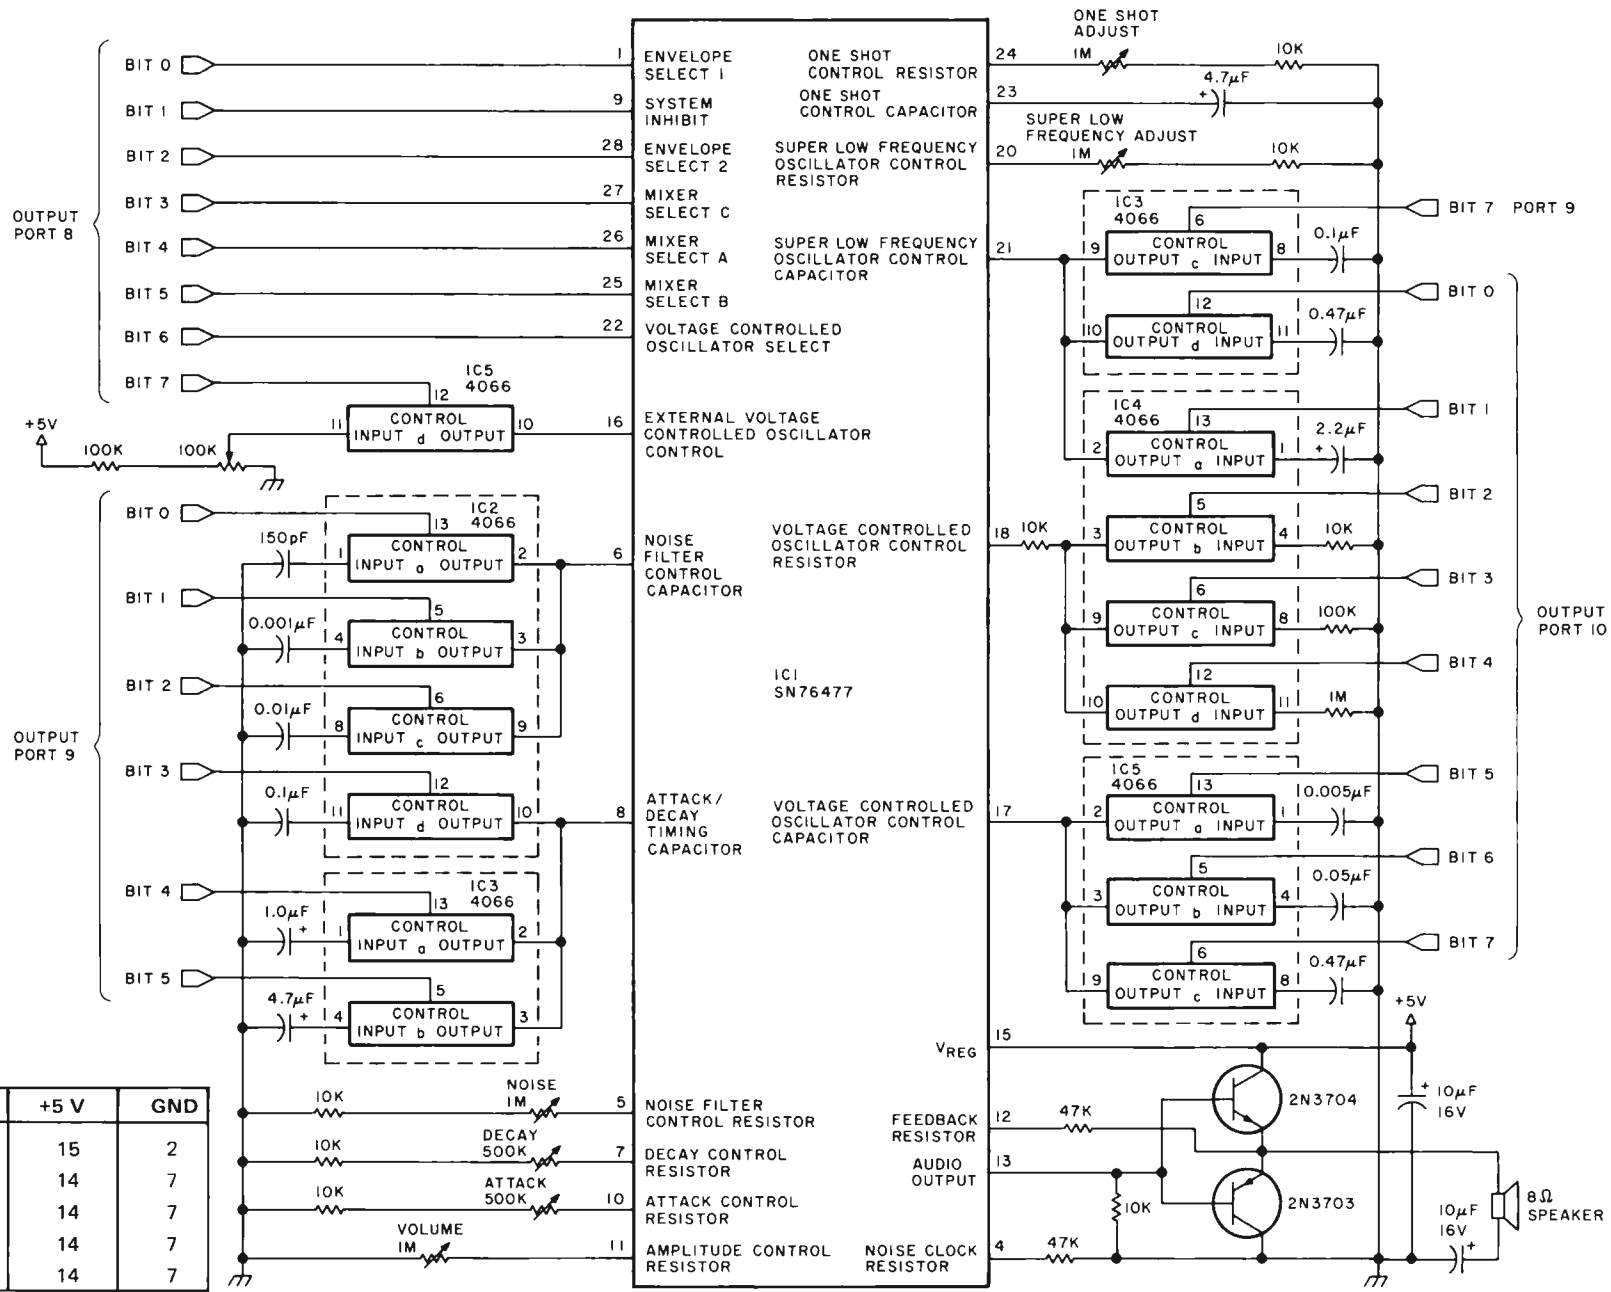 OUTPUT
PORT 8
BIT 0
BIT 1
BIT 2
BIT 3
BIT 4
BIT 5
BIT 6
BIT 7
1
9
28
27
26
25
22
IC5
4066
12
CONTROL
INPUT d OUTPUT
11
10
16
+5V
100K
100K
OUTPUT
PORT 9
BIT 0
BIT 1
BIT 2
BIT 3
BIT 4
BIT 5
IC2
4066
150pF
13
1
CONTROL
INPUT a OUTPUT
2
6
0.001µF
5
4
CONTROL
INPUT b OUTPUT
3
0.01µF
6
8
CONTROL
INPUT c OUTPUT
9
0.1µF
12
11
CONTROL
INPUT d OUTPUT
10
8
IC3
4066
1.0µF
+
13
1
CONTROL
INPUT a OUTPUT
2
4.7µF
+
5
4
CONTROL
INPUT b OUTPUT
3
10K
NOISE
1M
5
10K
DECAY
500K
7
10K
ATTACK
500K
10
VOLUME
1M
11
+5 V
GND
15
2
14
7
14
7
14
7
14
7
ENVELOPE
SELECT 1
SYSTEM
INHIBIT
ENVELOPE
SELECT 2
MIXER
SELECT C
MIXER
SELECT A
MIXER
SELECT B
VOLTAGE CONTROLLED
OSCILLATOR SELECT
EXTERNAL VOLTAGE
CONTROLLED OSCILLATOR
CONTROL
NOISE
FILTER
CONTROL
CAPACITOR
ATTACK/
DECAY
TIMING
CAPACITOR
NOISE FILTER
CONTROL RESISTOR
DECAY CONTROL
RESISTOR
ATTACK CONTROL
RESISTOR
AMPLITUDE CONTROL
RESISTOR
IC1
SN76477
ONE SHOT
CONTROL RESISTOR
ONE SHOT
CONTROL CAPACITOR
SUPER LOW FREQUENCY
OSCILLATOR CONTROL
RESISTOR
SUPER LOW FREQUENCY
OSCILLATOR CONTROL
CAPACITOR
VOLTAGE CONTROLLED
OSCILLATOR CONTROL
RESISTOR
VOLTAGE CONTROLLED
OSCILLATOR CONTROL
CAPACITOR
VREG
FEEDBACK
RESISTOR
AUDIO
OUTPUT
NOISE CLOCK
RESISTOR
ONE SHOT
ADJUST
24
1M
10K
23
4.7µF
+
SUPER LOW
FREQUENCY ADJUST
20
1M
10K
21
IC3
4066
6
9
CONTROL
OUTPUT c INPUT
8
0.1µF
BIT 7 PORT 9
12
10
CONTROL
OUTPUT d INPUT
11
0.47µF
BIT 0
IC4
4066
13
2
CONTROL
OUTPUT a INPUT
1
2.2µF
+
BIT 1
18
10K
5
3
CONTROL
OUTPUT b INPUT
4
10K
BIT 2
6
9
CONTROL
OUTPUT c INPUT
8
100K
BIT 3
12
10
CONTROL
OUTPUT d INPUT
11
1M
BIT 4
OUTPUT
PORT 10
17
IC5
4066
13
2
CONTROL
OUTPUT a INPUT
1
0.005µF
BIT 5
5
3
CONTROL
OUTPUT b INPUT
4
0.05µF
BIT 6
6
9
CONTROL
OUTPUT c INPUT
8
0.47µF
BIT 7
15
+5V
2N3704
+
10µF
16V
12
47K
13
10K
2N3703
4
47K
10µF
16V
+
8Ω
SPEAKER